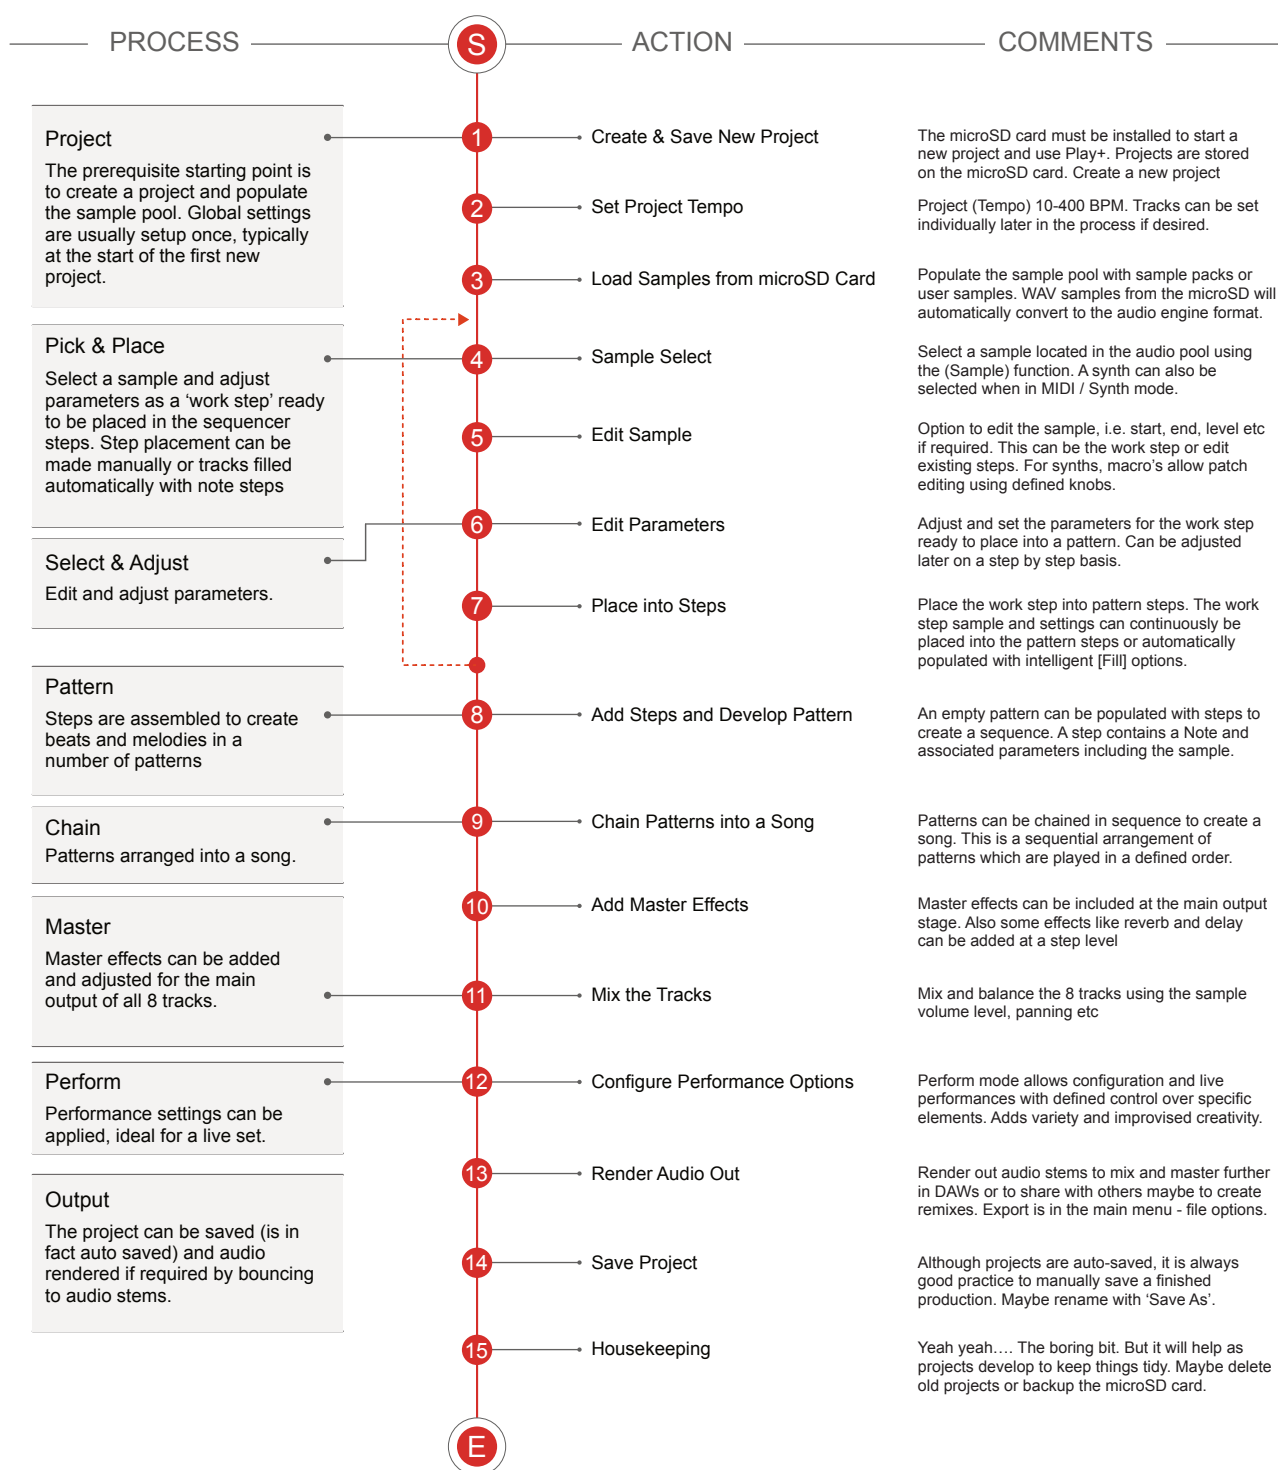 PROCESS
S
ACTION
COMMENTS
Project
The prerequisite starting point is
to create a project and populate
the sample pool. Global settings
are usually setup once, typically
at the start of the first new
project.
1
Create & Save New Project
The microSD card must be installed to start a
new project and use Play+. Projects are stored
on the microSD card. Create a new project
2
Set Project Tempo
Project (Tempo) 10-400 BPM. Tracks can be set
individually later in the process if desired.
3
Load Samples from microSD Card
Populate the sample pool with sample packs or
user samples. WAV samples from the microSD will
automatically convert to the audio engine format.
Pick & Place
Select a sample and adjust
parameters as a ‘work step’ ready
to be placed in the sequencer
steps. Step placement can be
made manually or tracks filled
automatically with note steps
4
Sample Select
Select a sample located in the audio pool using
the (Sample) function. A synth can also be
selected when in MIDI / Synth mode.
5
Edit Sample
Option to edit the sample, i.e. start, end, level etc
if required. This can be the work step or edit
existing steps. For synths, macro’s allow patch
editing using defined knobs.
Select & Adjust
Edit and adjust parameters.
6
Edit Parameters
Adjust and set the parameters for the work step
ready to place into a pattern. Can be adjusted
later on a step by step basis.
7
Place into Steps
Place the work step into pattern steps. The work
step sample and settings can continuously be
placed into the pattern steps or automatically
populated with intelligent [Fill] options.
Pattern
Steps are assembled to create
beats and melodies in a
number of patterns
8
Add Steps and Develop Pattern
An empty pattern can be populated with steps to
create a sequence. A step contains a Note and
associated parameters including the sample.
Chain
Patterns arranged into a song.
9
Chain Patterns into a Song
Patterns can be chained in sequence to create a
song. This is a sequential arrangement of
patterns which are played in a defined order.
10
Add Master Effects
Master effects can be included at the main output
stage. Also some effects like reverb and delay
can be added at a step level
Master
Master effects can be added
and adjusted for the main
output of all 8 tracks.
11
Mix the Tracks
Mix and balance the 8 tracks using the sample
volume level, panning etc
Perform
Performance settings can be
applied, ideal for a live set.
12
Configure Performance Options
Perform mode allows configuration and live
performances with defined control over specific
elements. Adds variety and improvised creativity.
13
Render Audio Out
Render out audio stems to mix and master further
in DAWs or to share with others maybe to create
remixes. Export is in the main menu - file options.
Output
The project can be saved (is in
fact auto saved) and audio
rendered if required by bouncing
to audio stems.
14
Save Project
Although projects are auto-saved, it is always
good practice to manually save a finished
production. Maybe rename with ‘Save As’.
15
Housekeeping
Yeah yeah…. The boring bit. But it will help as
projects develop to keep things tidy. Maybe delete
old projects or backup the microSD card.
E